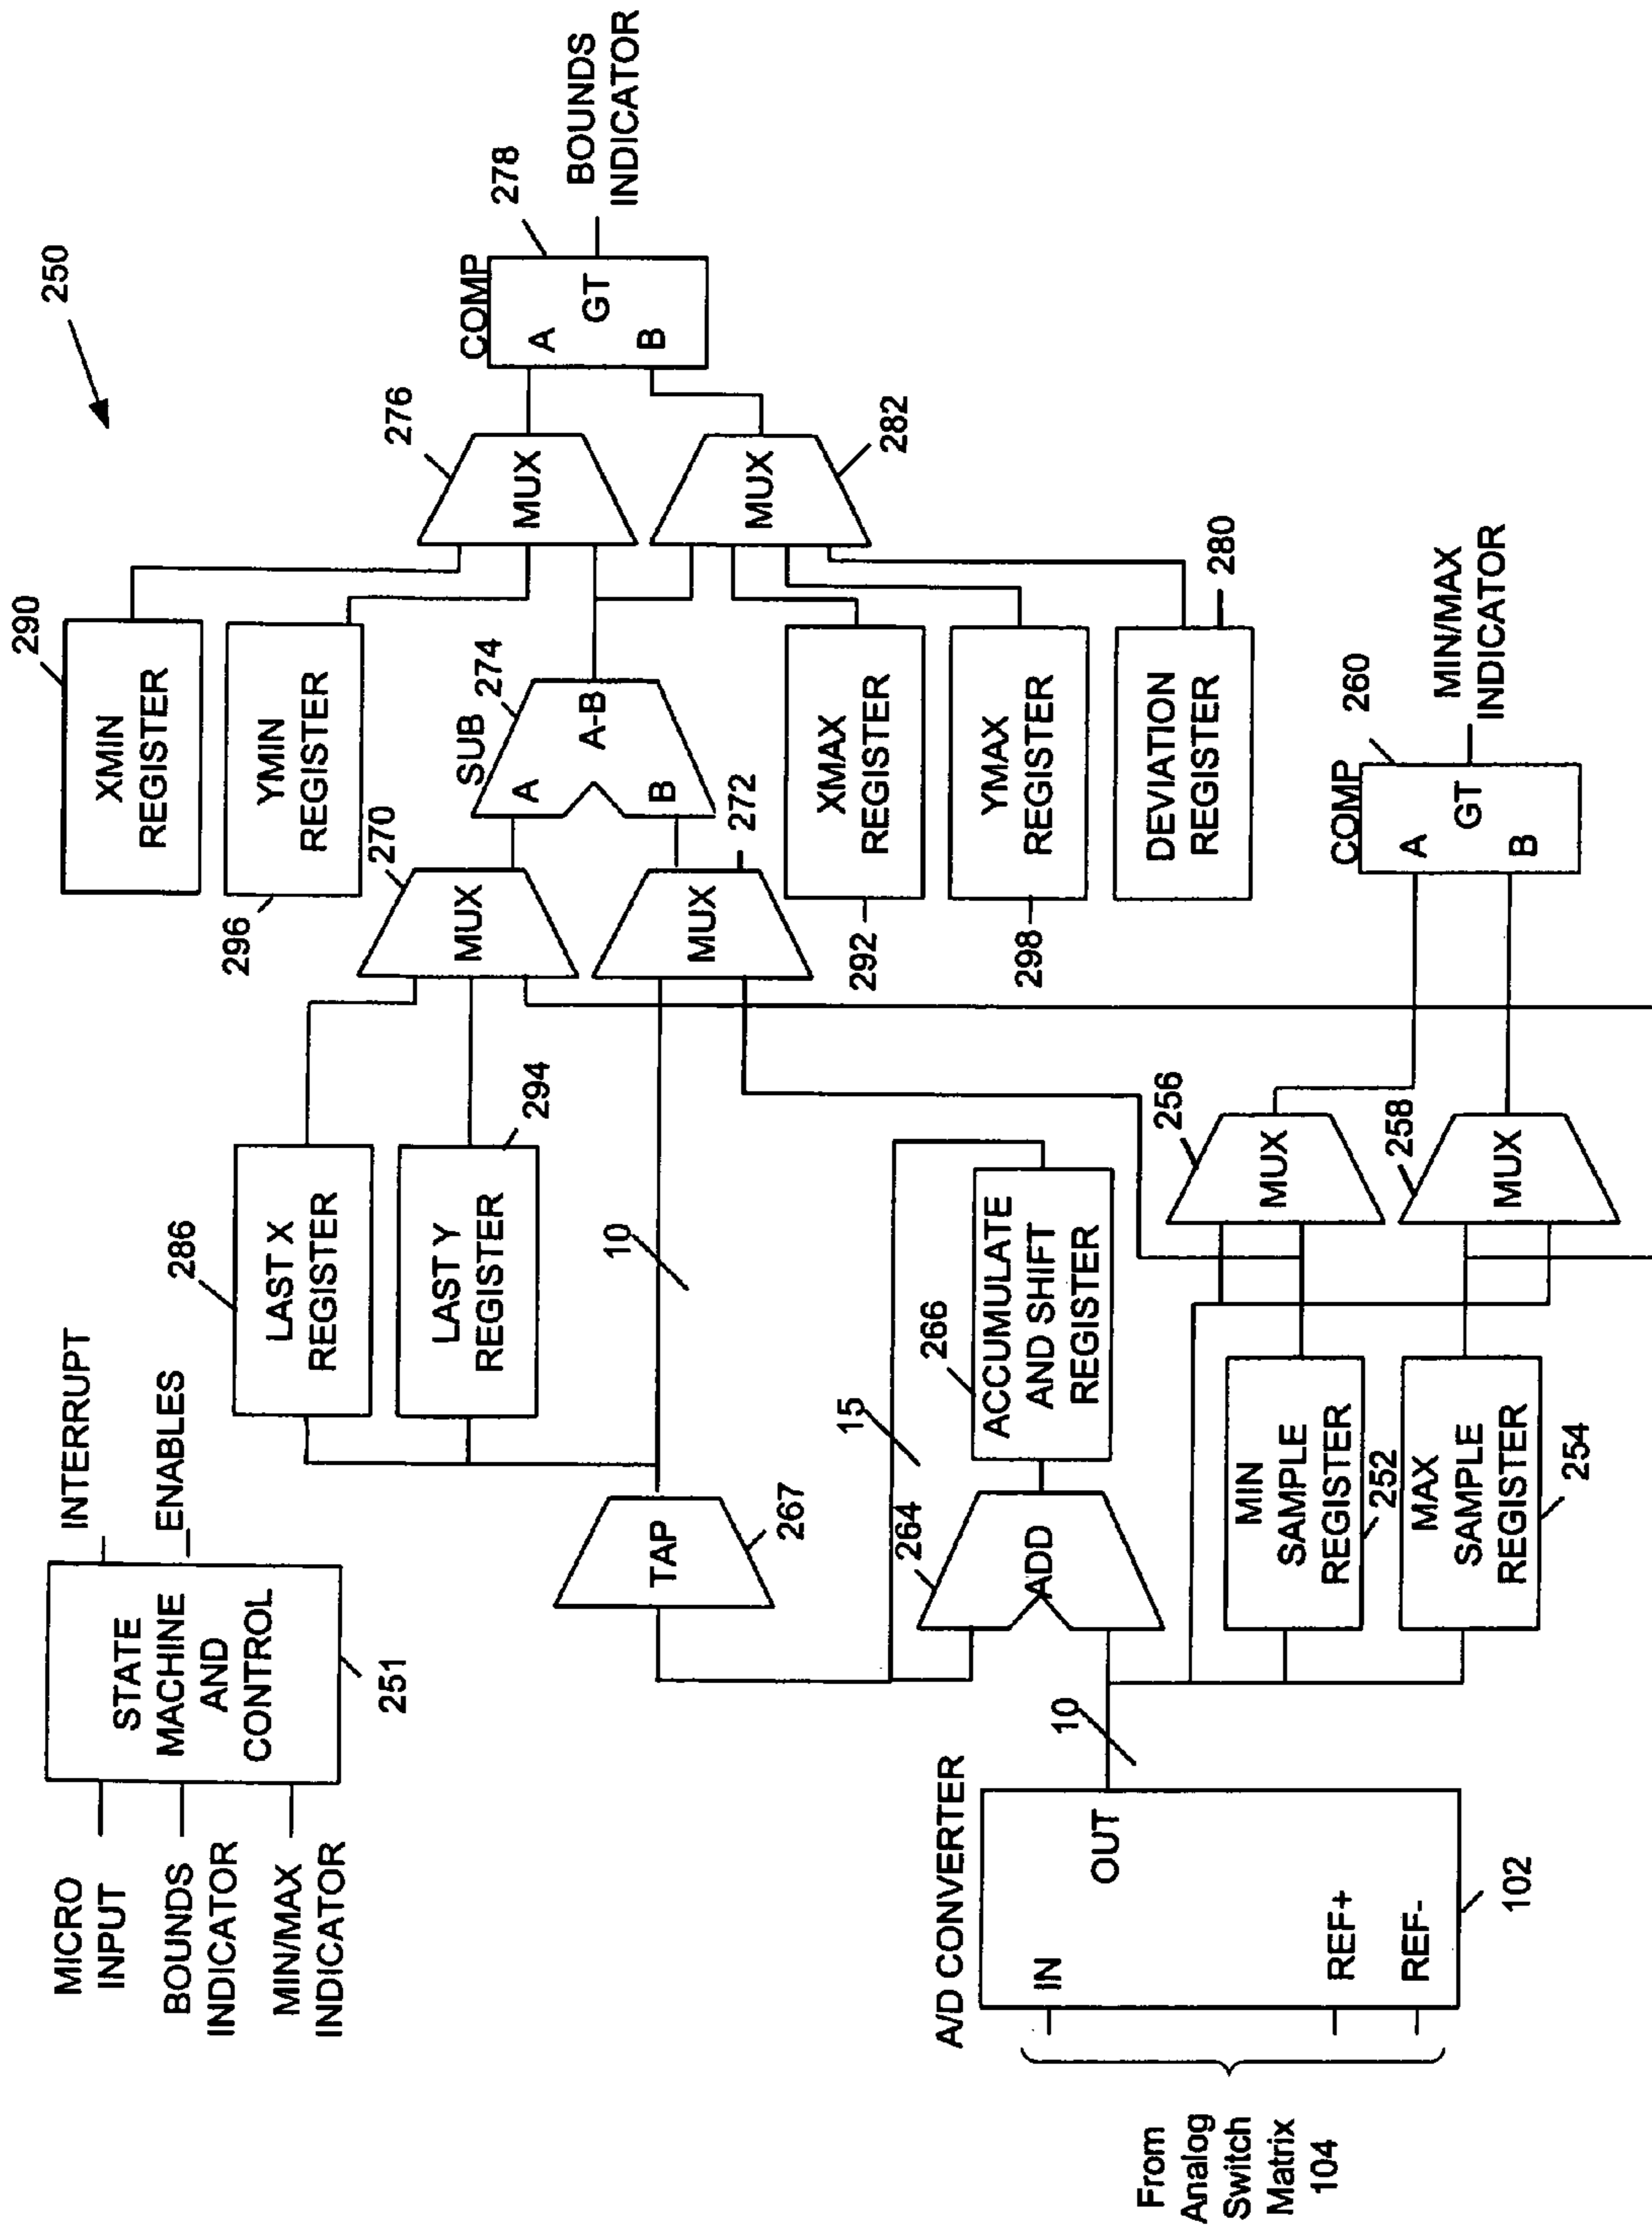 250
MICRO
INPUT
BOUNDS
INDICATOR
MIN/MAX
INDICATOR
STATE
MACHINE
AND
CONTROL
251
INTERRUPT
ENABLES
286
LAST X
REGISTER
LAST Y
REGISTER
294
290
XMIN
REGISTER
YMIN
REGISTER
296
270
MUX
MUX
272
SUB
274
A
B
A-B
276
MUX
MUX
282
COMP
A
GT
B
278
BOUNDS
INDICATOR
XMAX
REGISTER
292
YMAX
REGISTER
298
DEVIATION
REGISTER
280
TAP
267
10
15
264
ADD
266
ACCUMULATE
AND SHIFT
REGISTER
A/D CONVERTER
IN
OUT
REF+
REF-
102
10
From
Analog
Switch
Matrix
104
MIN
SAMPLE
REGISTER
252
MAX
SAMPLE
REGISTER
254
256
MUX
258
MUX
COMP
A
GT
B
260
MIN/MAX
INDICATOR